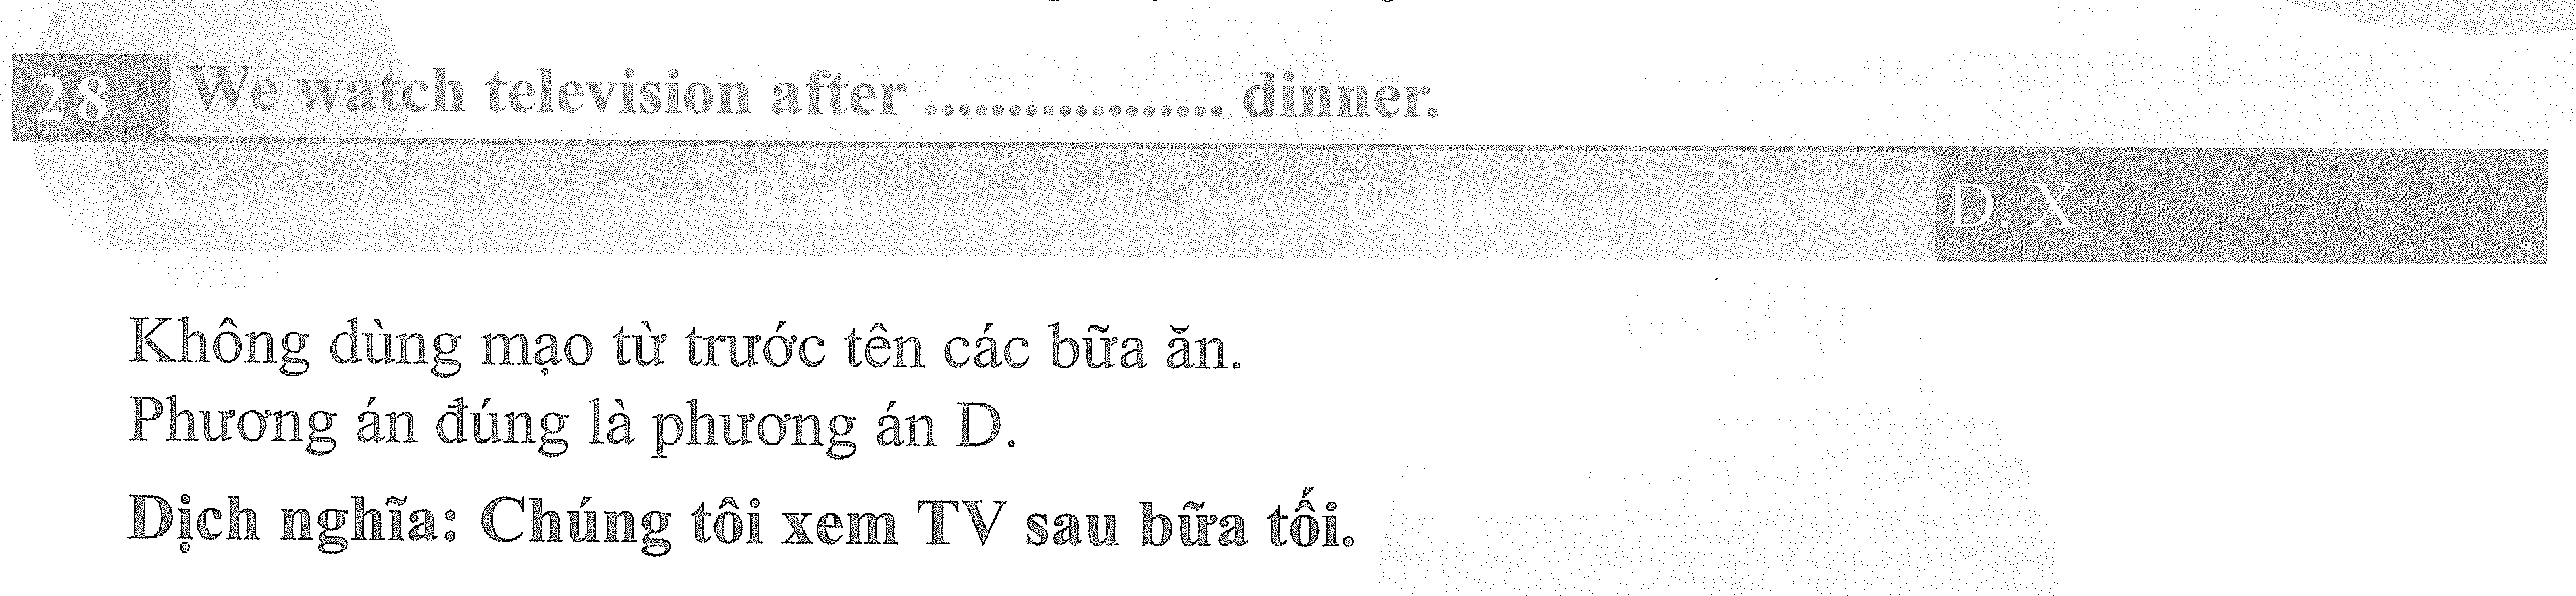 28 We watch television after ................. dinner.
A. a B. an C. the D. X
Không dùng mạo từ trước tên các bữa ăn.
Phương án đúng là phương án D.
Dịch nghĩa: Chúng tôi xem TV sau bữa tối.